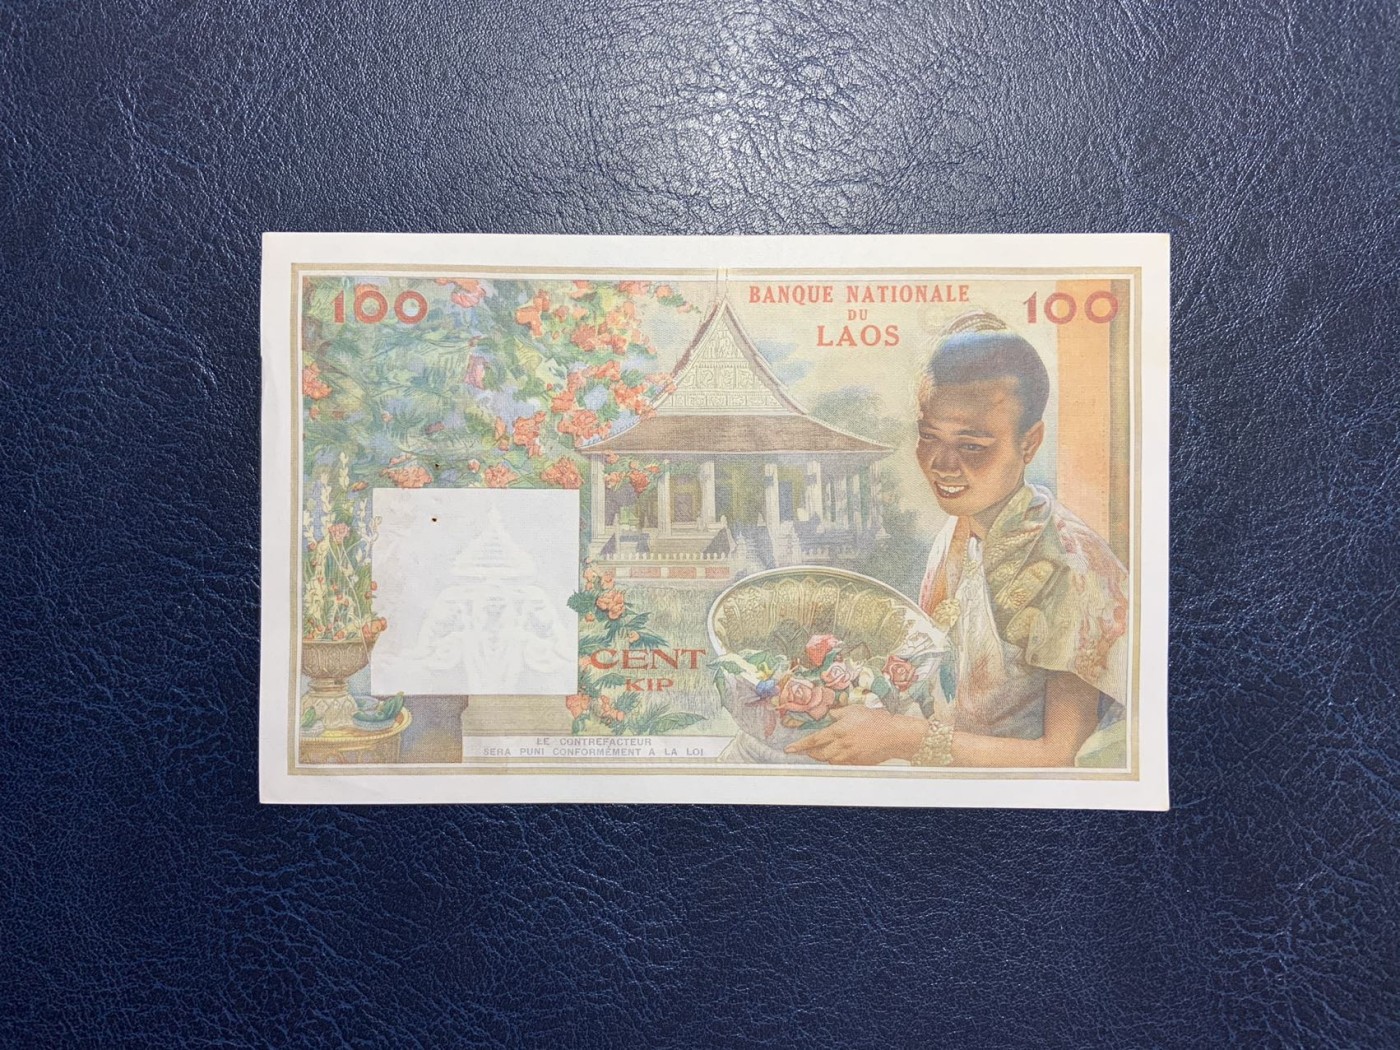 100
BANQUE NATIONALE
DU
LAOS
100
CENT
KIP
LE CONTREFACTEUR
SERA PUNI CONFORMÉMENT A LA LOI